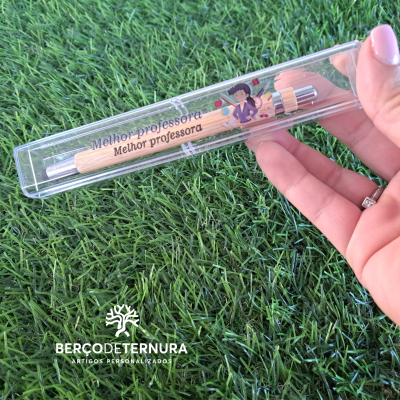 Melhor professora
Melhor professora
BERÇODETERNURA
ARTIGOS PERSONALIZADOS